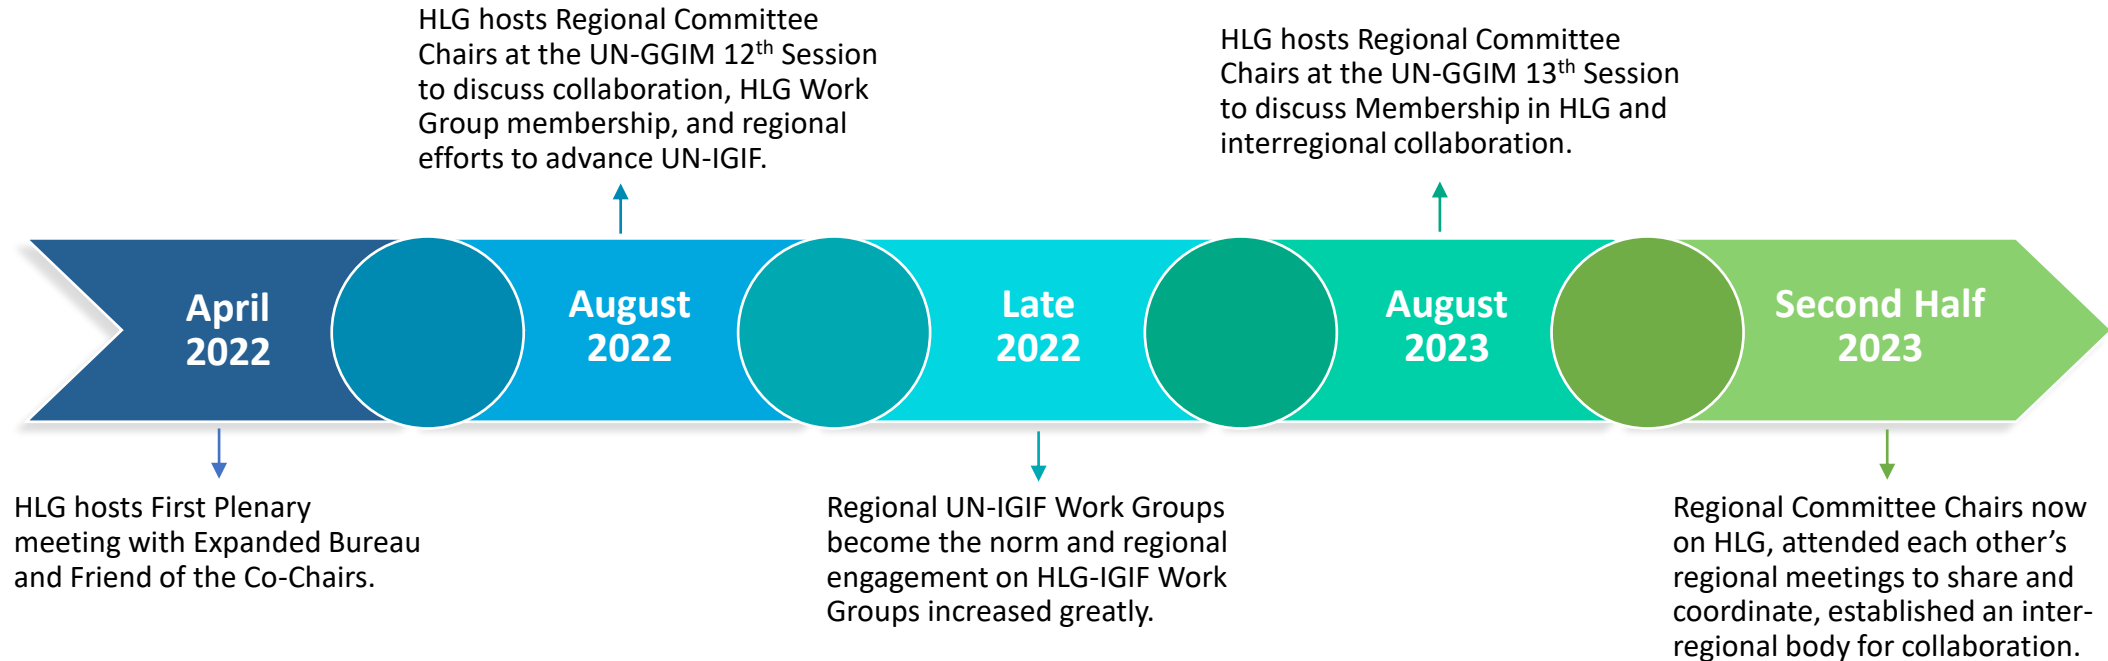 HLG hosts Regional Committee
Chairs at the UN-GGIM 12th Session
to discuss collaboration, HLG Work
Group membership, and regional
efforts to advance UN-IGIF.
HLG hosts Regional Committee
Chairs at the UN-GGIM 13th Session
to discuss Membership in HLG and
interregional collaboration.
April
2022
August
2022
Late
2022
August
2023
Second Half
2023
HLG hosts First Plenary
meeting with Expanded Bureau
and Friend of the Co-Chairs.
Regional UN-IGIF Work Groups
become the norm and regional
engagement on HLG-IGIF Work
Groups increased greatly.
Regional Committee Chairs now
on HLG, attended each other’s
regional meetings to share and
coordinate, established an inter-
regional body for collaboration.